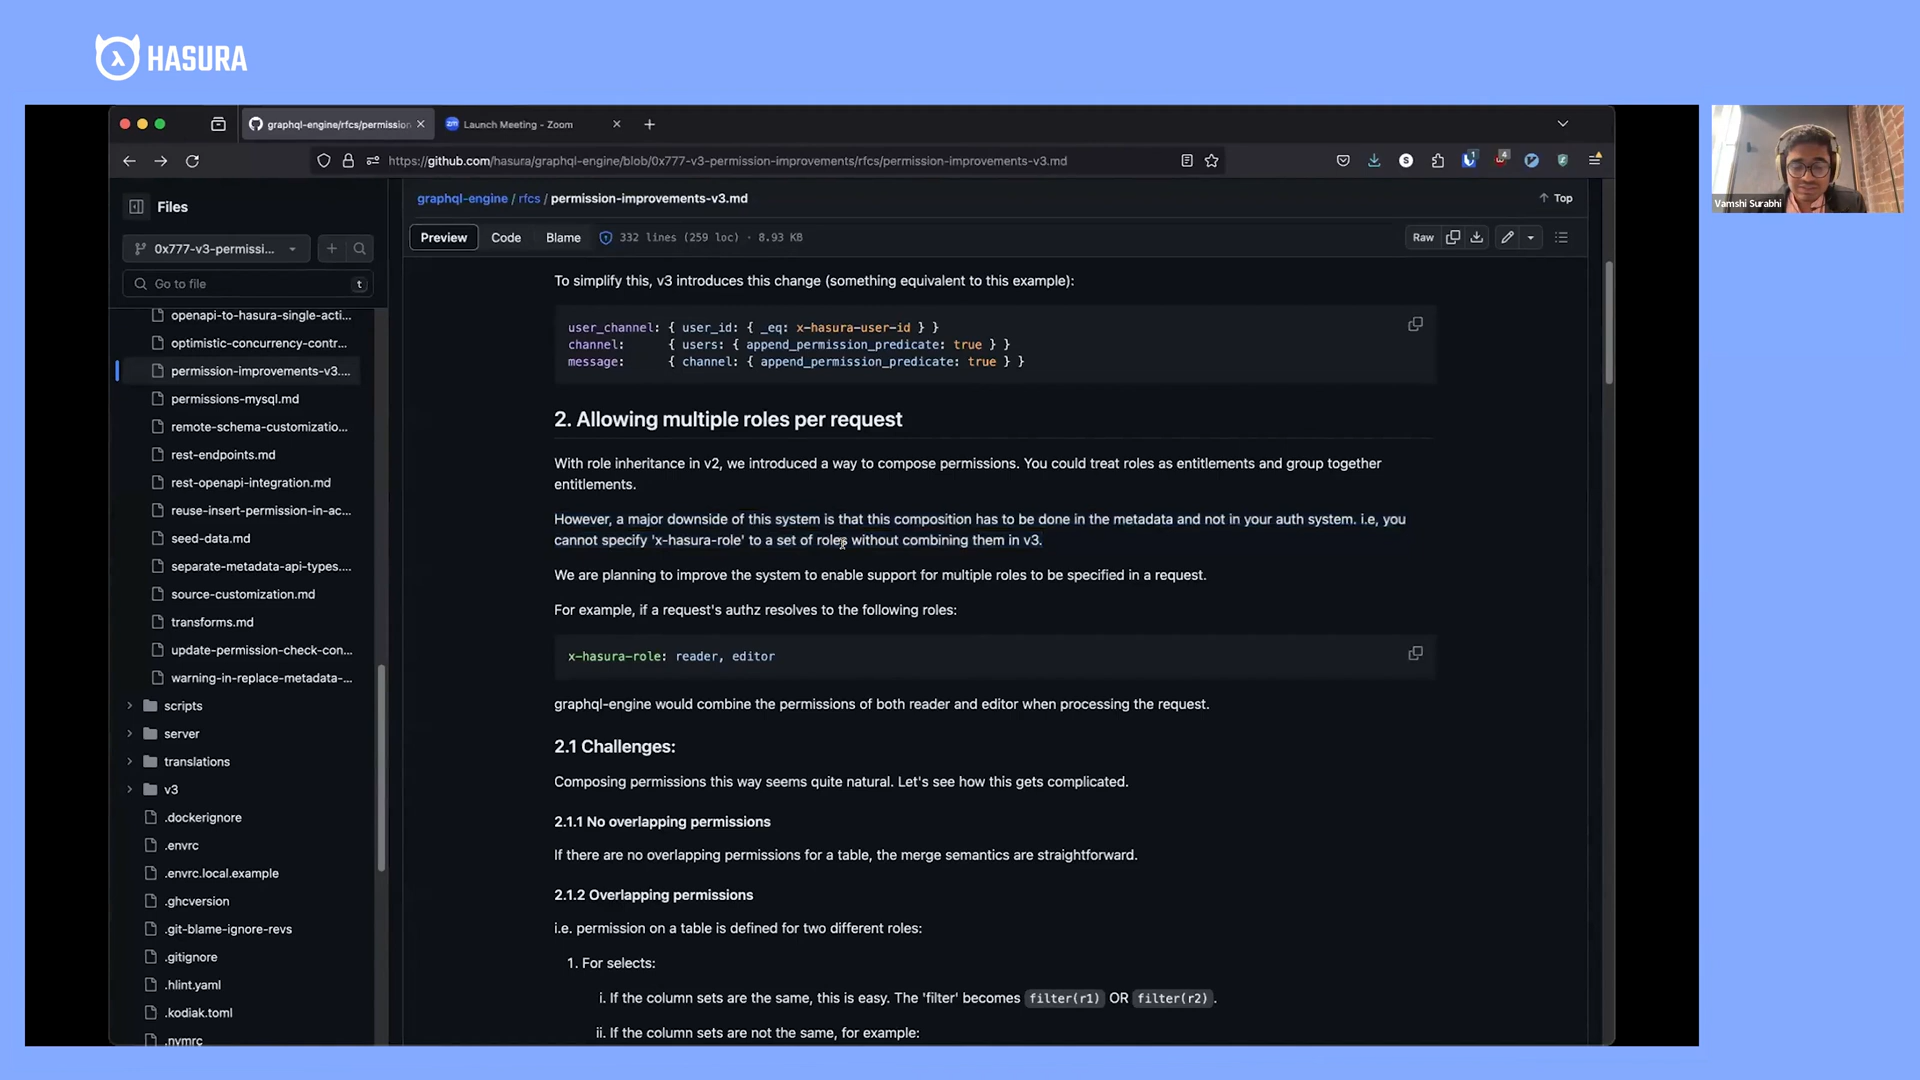 HASURA
graphql-engine/rfcs/permission
Launch Meeting - Zoom
https://github.com/hasura/graphql-engine/blob/0x777-v3-permission-improvements/rfcs/permission-improvements-v3.md
Files
0x777-v3-permissi...
Go to file
t
openapi-to-hasura-single-acti...
optimistic-concurrency-contr...
permission-improvements-v3....
permissions-mysql.md
remote-schema-customizatio...
rest-endpoints.md
rest-openapi-integration.md
reuse-insert-permission-in-ac...
seed-data.md
separate-metadata-api-types....
source-customization.md
transforms.md
update-permission-check-con...
warning-in-replace-metadata-...
scripts
server
translations
v3
.dockerignore
.envrc
.envrc.local.example
.ghcversion
.git-blame-ignore-revs
.gitignore
.hlint.yaml
.kodiak.toml
.nvmrc
graphql-engine / rfcs / permission-improvements-v3.md
Top
Preview Code Blame 332 lines (259 loc) · 8.93 KB
Raw
To simplify this, v3 introduces this change (something equivalent to this example):
user_channel: { user_id: { _eq: x-hasura-user-id } }
channel: { users: { append_permission_predicate: true } }
message: { channel: { append_permission_predicate: true } }
2. Allowing multiple roles per request
With role inheritance in v2, we introduced a way to compose permissions. You could treat roles as entitlements and group together
entitlements.
However, a major downside of this system is that this composition has to be done in the metadata and not in your auth system. i.e, you
cannot specify 'x-hasura-role' to a set of roles without combining them in v3.
We are planning to improve the system to enable support for multiple roles to be specified in a request.
For example, if a request's authz resolves to the following roles:
x-hasura-role: reader, editor
graphql-engine would combine the permissions of both reader and editor when processing the request.
2.1 Challenges:
Composing permissions this way seems quite natural. Let's see how this gets complicated.
2.1.1 No overlapping permissions
If there are no overlapping permissions for a table, the merge semantics are straightforward.
2.1.2 Overlapping permissions
i.e. permission on a table is defined for two different roles:
1. For selects:
i. If the column sets are the same, this is easy. The 'filter' becomes filter(r1) OR filter(r2).
ii. If the column sets are not the same, for example:
Vamshi Surabhi